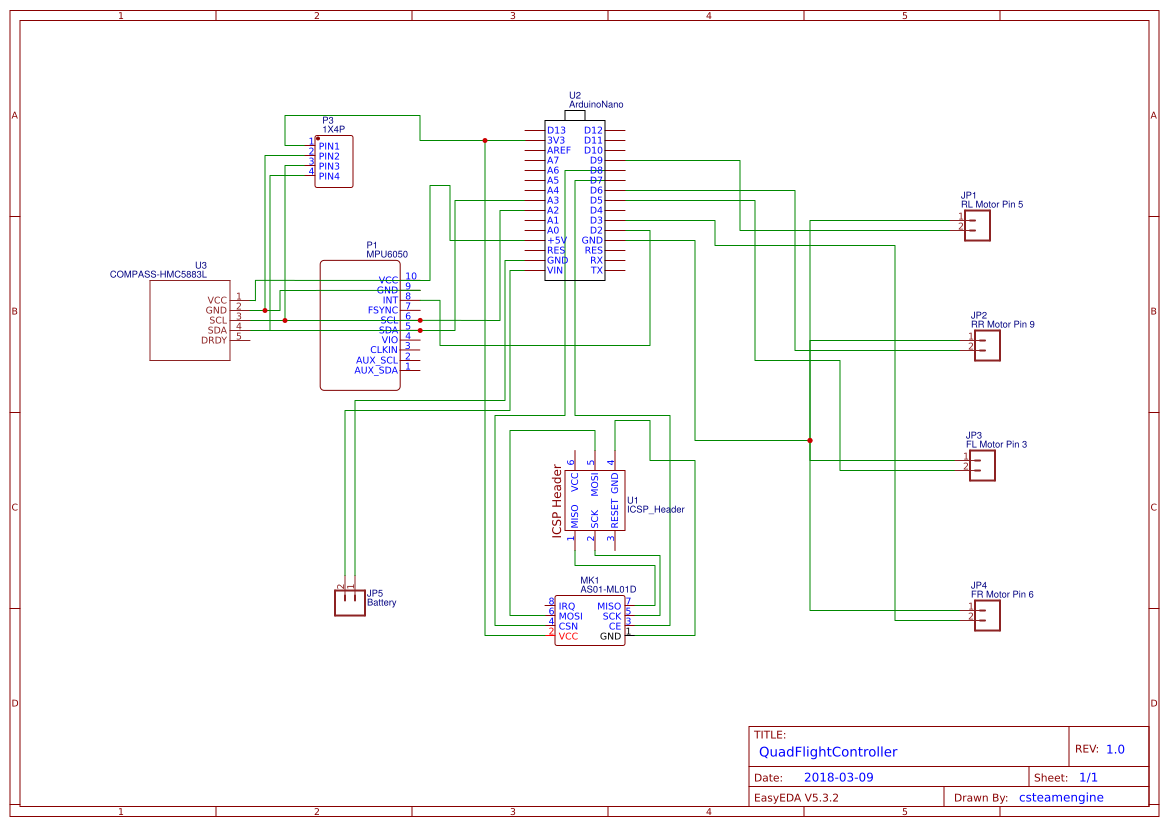 1 2 3 4 5
A A
B B
C C
D D
1 2 3 4 5
P3
1X4P
1 PIN1
2 PIN2
3 PIN3
4 PIN4
U2
ArduinoNano
D13 D12
3V3 D11
AREF D10
A7 D9
A6 D8
A5 D7
A4 D6
A3 D5
A2 D4
A1 D3
A0 D2
+5V GND
RES RES
GND RX
VIN TX
JP1
RL Motor Pin 5
1
2
P1
MPU6050
VCC 10
GND 9
INT 8
FSYNC 7
SCL 6
SDA 5
VIO 4
CLKIN 3
AUX_SCL 2
AUX_SDA 1
U3
COMPASS-HMC5883L
VCC 1
GND 2
SCL 3
SDA 4
DRDY 5
JP2
RR Motor Pin 9
1
2
JP3
FL Motor Pin 3
1
2
ICSP Header
6 5 4
VCC MOSI GND
MISO SCK RESET
1 2 3
U1
ICSP_Header
JP5
Battery
2 1
MK1
AS01-ML01D
8 IRQ MISO 7
6 MOSI SCK 5
4 CSN CE 3
2 VCC GND 1
JP4
FR Motor Pin 6
1
2
TITLE:
QuadFlightController
REV: 1.0
Date: 2018-03-09
Sheet: 1/1
EasyEDA V5.3.2
Drawn By: csteamengine